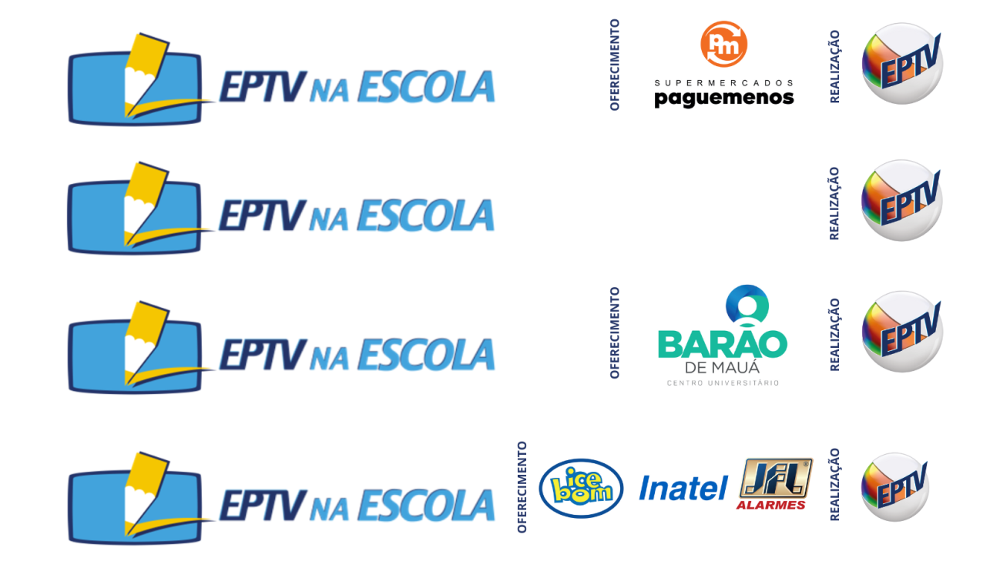 EPTV NA ESCOLA
OFERECIMENTO
pm
SUPERMERCADOS
paguemenos
REALIZAÇÃO
EPTV
EPTV NA ESCOLA
REALIZAÇÃO
EPTV
EPTV NA ESCOLA
OFERECIMENTO
BARÃO
DE MAUÁ
CENTRO UNIVERSITÁRIO
REALIZAÇÃO
EPTV
EPTV NA ESCOLA
OFERECIMENTO
ice
bom
Inatel
JFL®
ALARMES
REALIZAÇÃO
EPTV